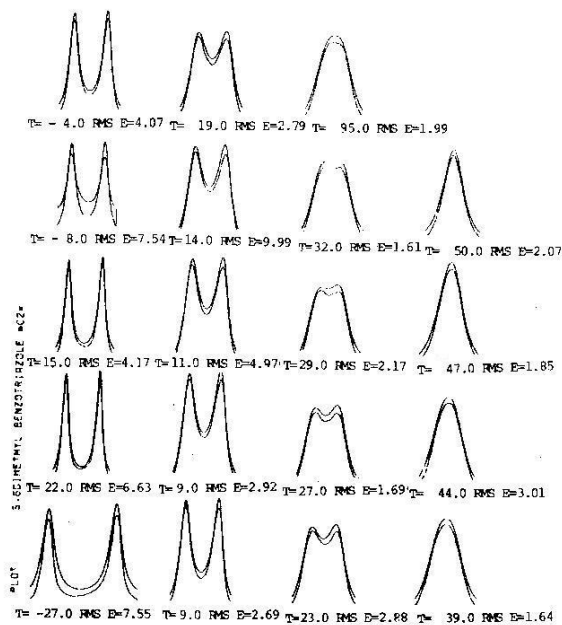 T= - 4.0 RMS E=4.07 T= 19.0 RMS E=2.79 T= 95.0 RMS E=1.99
T= - 8.0 RMS E=7.54 T=14.0 RMS E=9.99 T=32.0 RMS E=1.61 T= 50.0 RMS E=2.07
T=15.0 RMS E=4.17 T=11.0 RMS E=4.97 T=29.0 RMS E=2.17 T= 47.0 RMS E=1.85
T= 22.0 RMS E=6.63 T= 9.0 RMS E=2.92 T=27.0 RMS E=1.69 T= 44.0 RMS E=3.01
T= -27.0 RMS E=7.55 T= 9.0 RMS E=2.69 T=23.0 RMS E=2.88 T= 39.0 RMS E=1.64
PLOT 5-6DIMETHYL BENZOTRIAZOLE